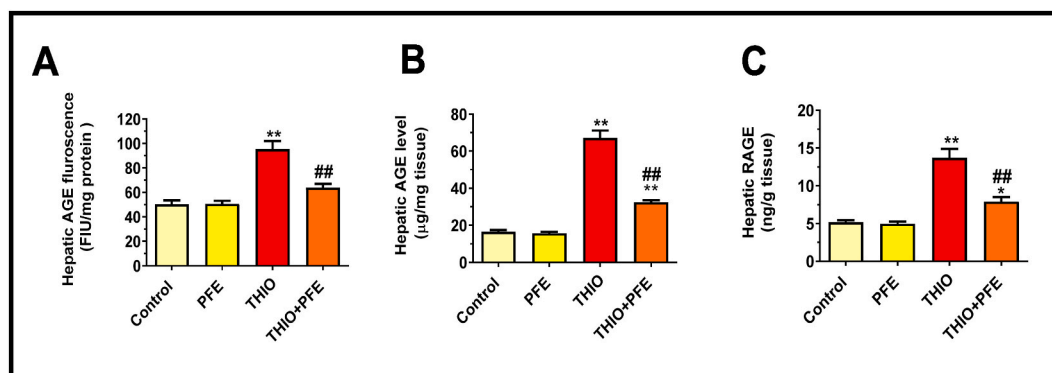 A
Hepatic AGE fluroscence
(FIU/mg protein )
120
100
80
60
40
20
0
**
##
Control
PFE
THIO
THIO+PFE
B
Hepatic AGE level
(µg/mg tissue)
80
60
40
20
0
**
##
**
Control
PFE
THIO
THIO+PFE
C
Hepatic RAGE
(ng/g tissue)
20
15
10
5
0
**
##
*
Control
PFE
THIO
THIO+PFE